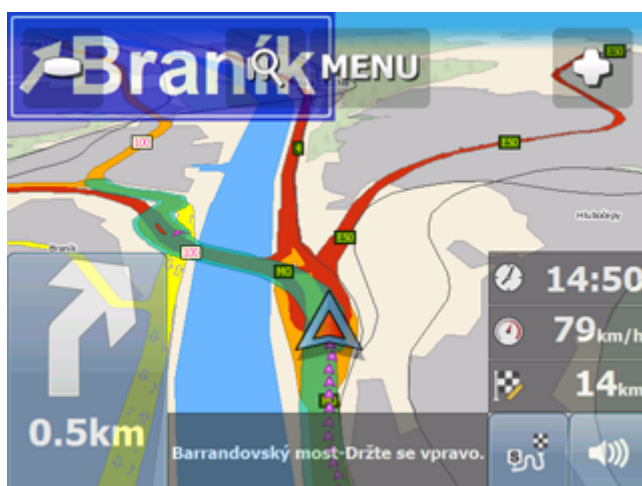 Braník
MENU
E50
100
4
E50
Hlubočepy
E50
Braník
100
M0
14:50
79km/h
14km
0.5km
Barrandovský most-Držte se vpravo.
S